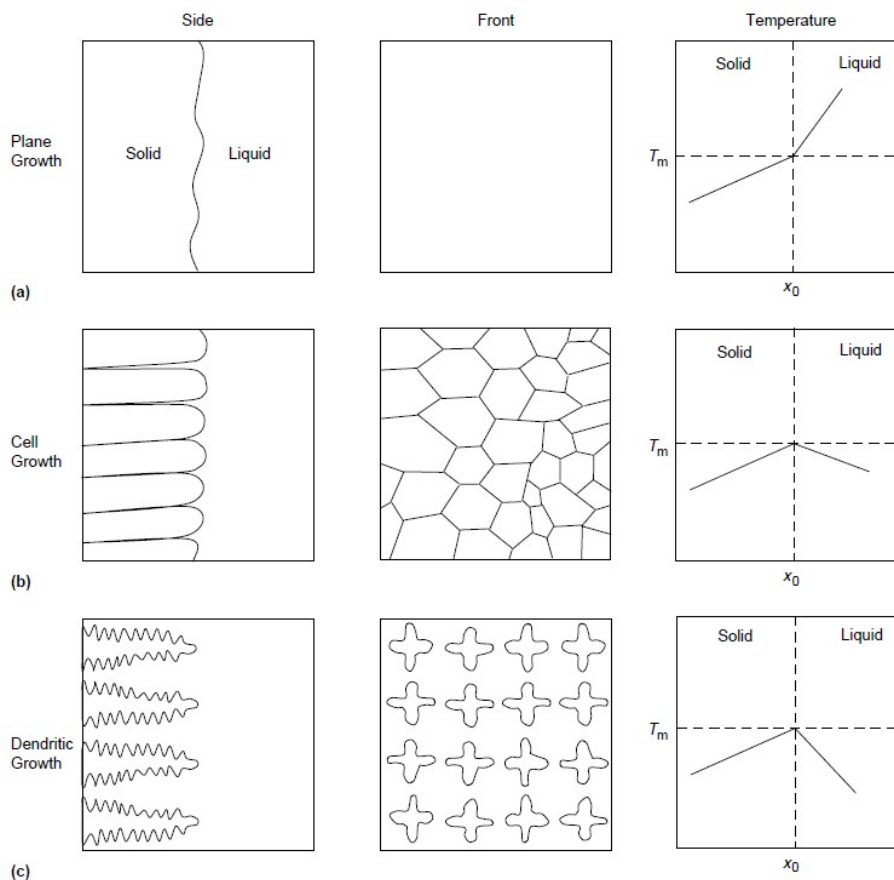 Side
Front
Temperature
Plane
Growth
Solid
Liquid
Solid
Liquid
Tm
x0
(a)
Cell
Growth
Solid
Liquid
Tm
x0
(b)
Dendritic
Growth
Solid
Liquid
Tm
x0
(c)